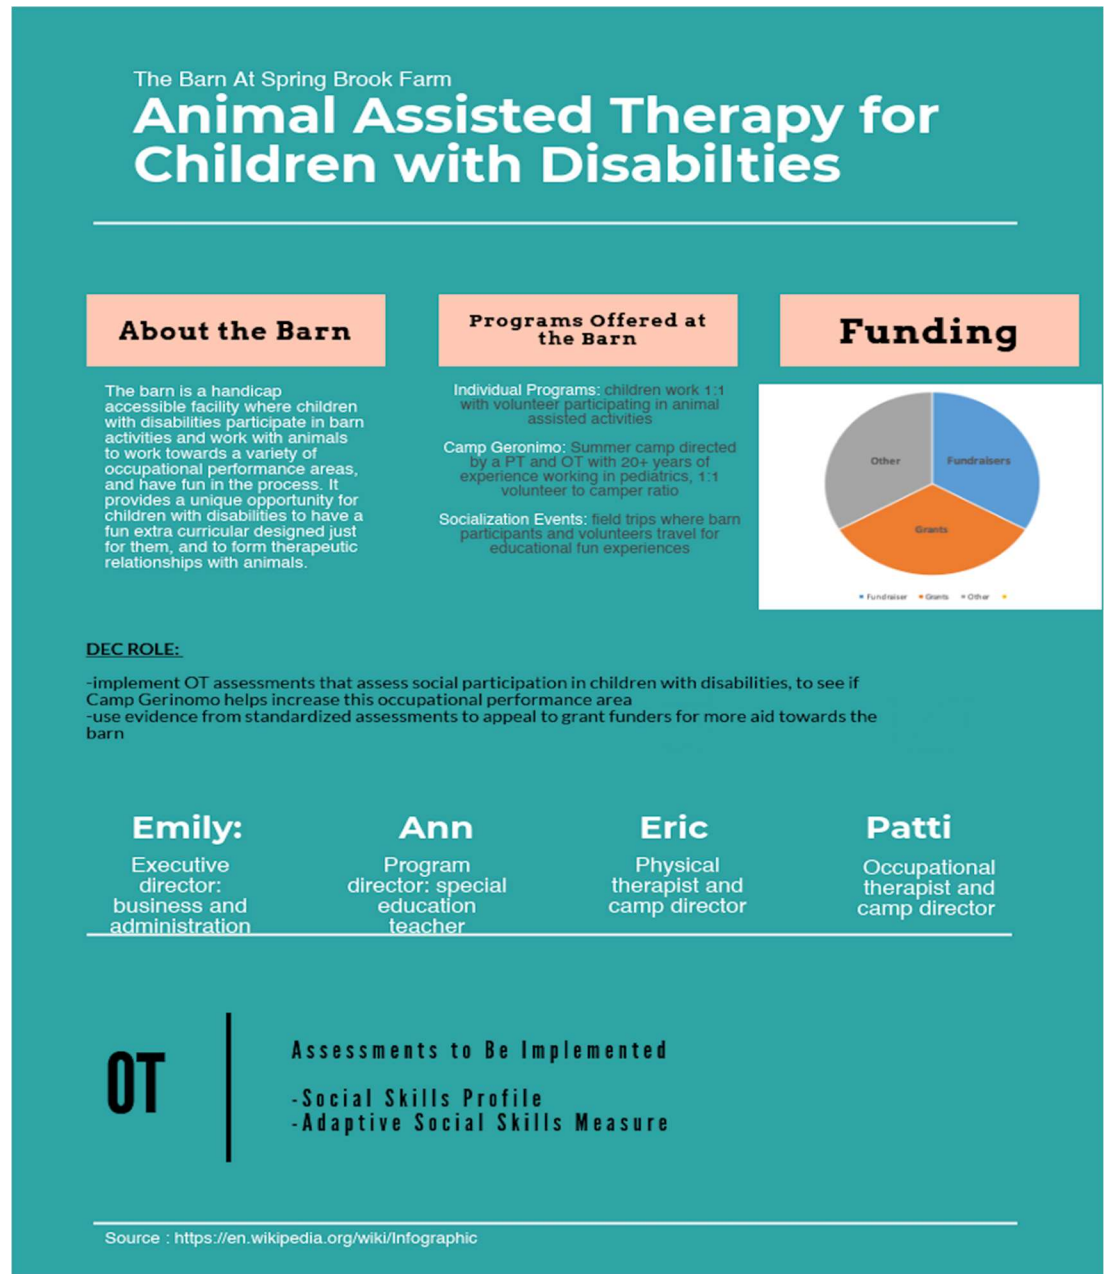 The Barn At Spring Brook Farm
Animal Assisted Therapy for
Children with Disabilties
About the Barn
The barn is a handicap
accessible facility where children
with disabilities participate in barn
activities and work with animals
to work towards a variety of
occupational performance areas,
and have fun in the process. It
provides a unique opportunity for
children with disabilities to have a
fun extra curricular designed just
for them, and to form therapeutic
relationships with animals.
Programs Offered at
the Barn
Individual Programs: children work 1:1
with volunteer participating in animal
assisted activities
Camp Geronimo: Summer camp directed
by a PT and OT with 20+ years of
experience working in pediatrics, 1:1
volunteer to camper ratio
Socialization Events: field trips where barn
participants and volunteers travel for
educational fun experiences
Funding
Other
Fundraisers
Grants
Fundraiser Grants Other
DEC ROLE:
-implement OT assessments that assess social participation in children with disabilities, to see if
Camp Gerinomo helps increase this occupational performance area
-use evidence from standardized assessments to appeal to grant funders for more aid towards the
barn
Emily:
Executive
director:
business and
administration
Ann
Program
director: special
education
teacher
Eric
Physical
therapist and
camp director
Patti
Occupational
therapist and
camp director
OT
Assessments to Be Implemented
-Social Skills Profile
-Adaptive Social Skills Measure
Source : https://en.wikipedia.org/wiki/Infographic